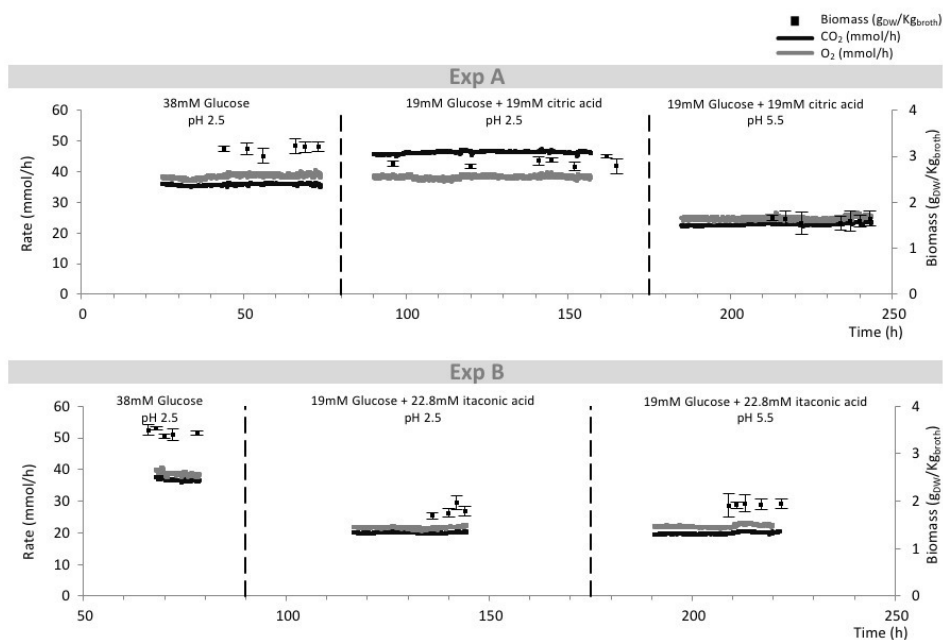 Biomass (gDW/Kgbroth)
CO2 (mmol/h)
O2 (mmol/h)
Exp A
38mM Glucose
pH 2.5
19mM Glucose + 19mM citric acid
pH 2.5
19mM Glucose + 19mM citric acid
pH 5.5
Rate (mmol/h)
60
50
40
30
20
10
0
4
3
2
1
0
Biomass (gDW/Kgbroth)
0
50
100
150
200
250
Time (h)
Exp B
38mM Glucose
pH 2.5
19mM Glucose + 22.8mM itaconic acid
pH 2.5
19mM Glucose + 22.8mM itaconic acid
pH 5.5
Rate (mmol/h)
60
50
40
30
20
10
0
4
3
2
1
0
Biomass (gDW/Kgbroth)
50
100
150
200
250
Time (h)